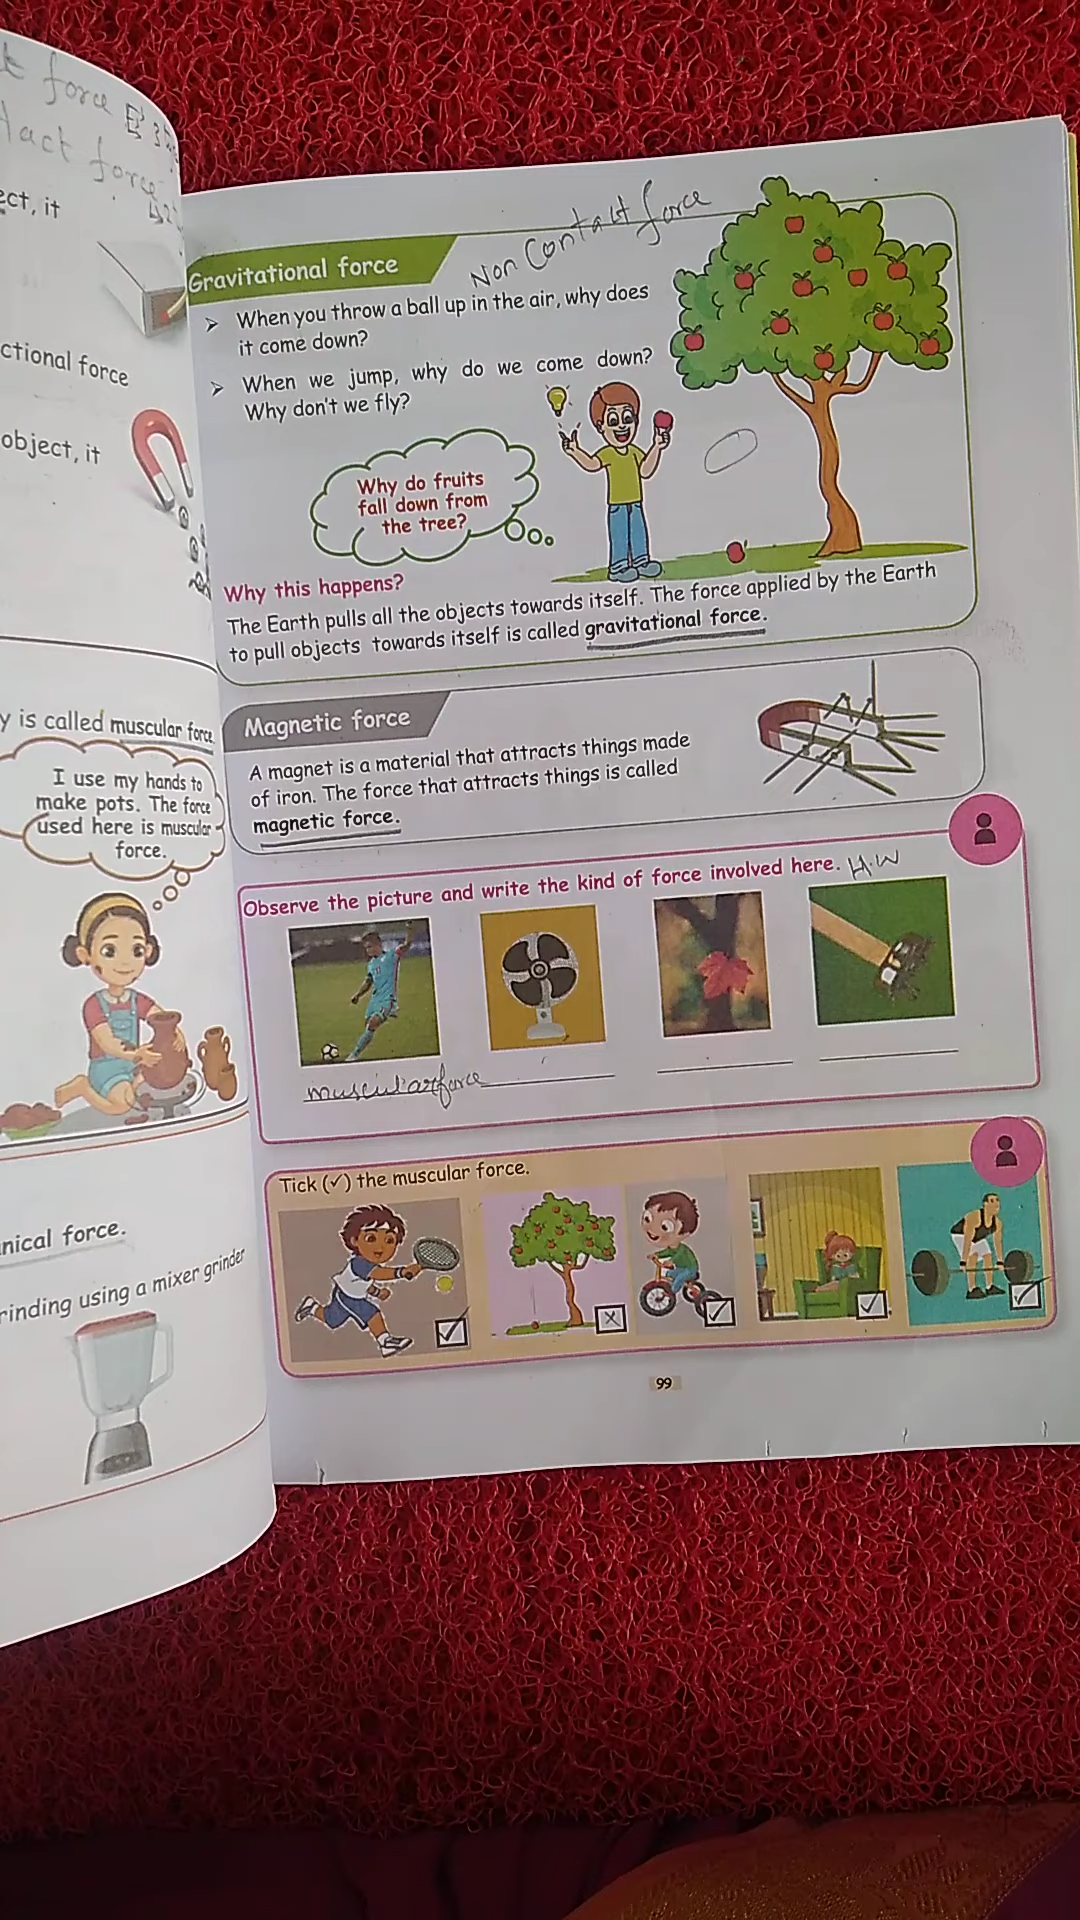 t force
tact force
ect, it
ctional force
object, it
y is called muscular force
I use my hands to
make pots. The force
used here is muscular
force.
nical force.
rinding using a mixer grinder
Non Contact force
Gravitational force
➢ When you throw a ball up in the air, why does
it come down?
➢ When we jump, why do we come down?
Why don't we fly?
Why do fruits
fall down from
the tree?
Why this happens?
The Earth pulls all the objects towards itself. The force applied by the Earth
to pull objects towards itself is called gravitational force.
Magnetic force
A magnet is a material that attracts things made
of iron. The force that attracts things is called
magnetic force.
Observe the picture and write the kind of force involved here. H.W
muscularforce
Tick (✓) the muscular force.
99